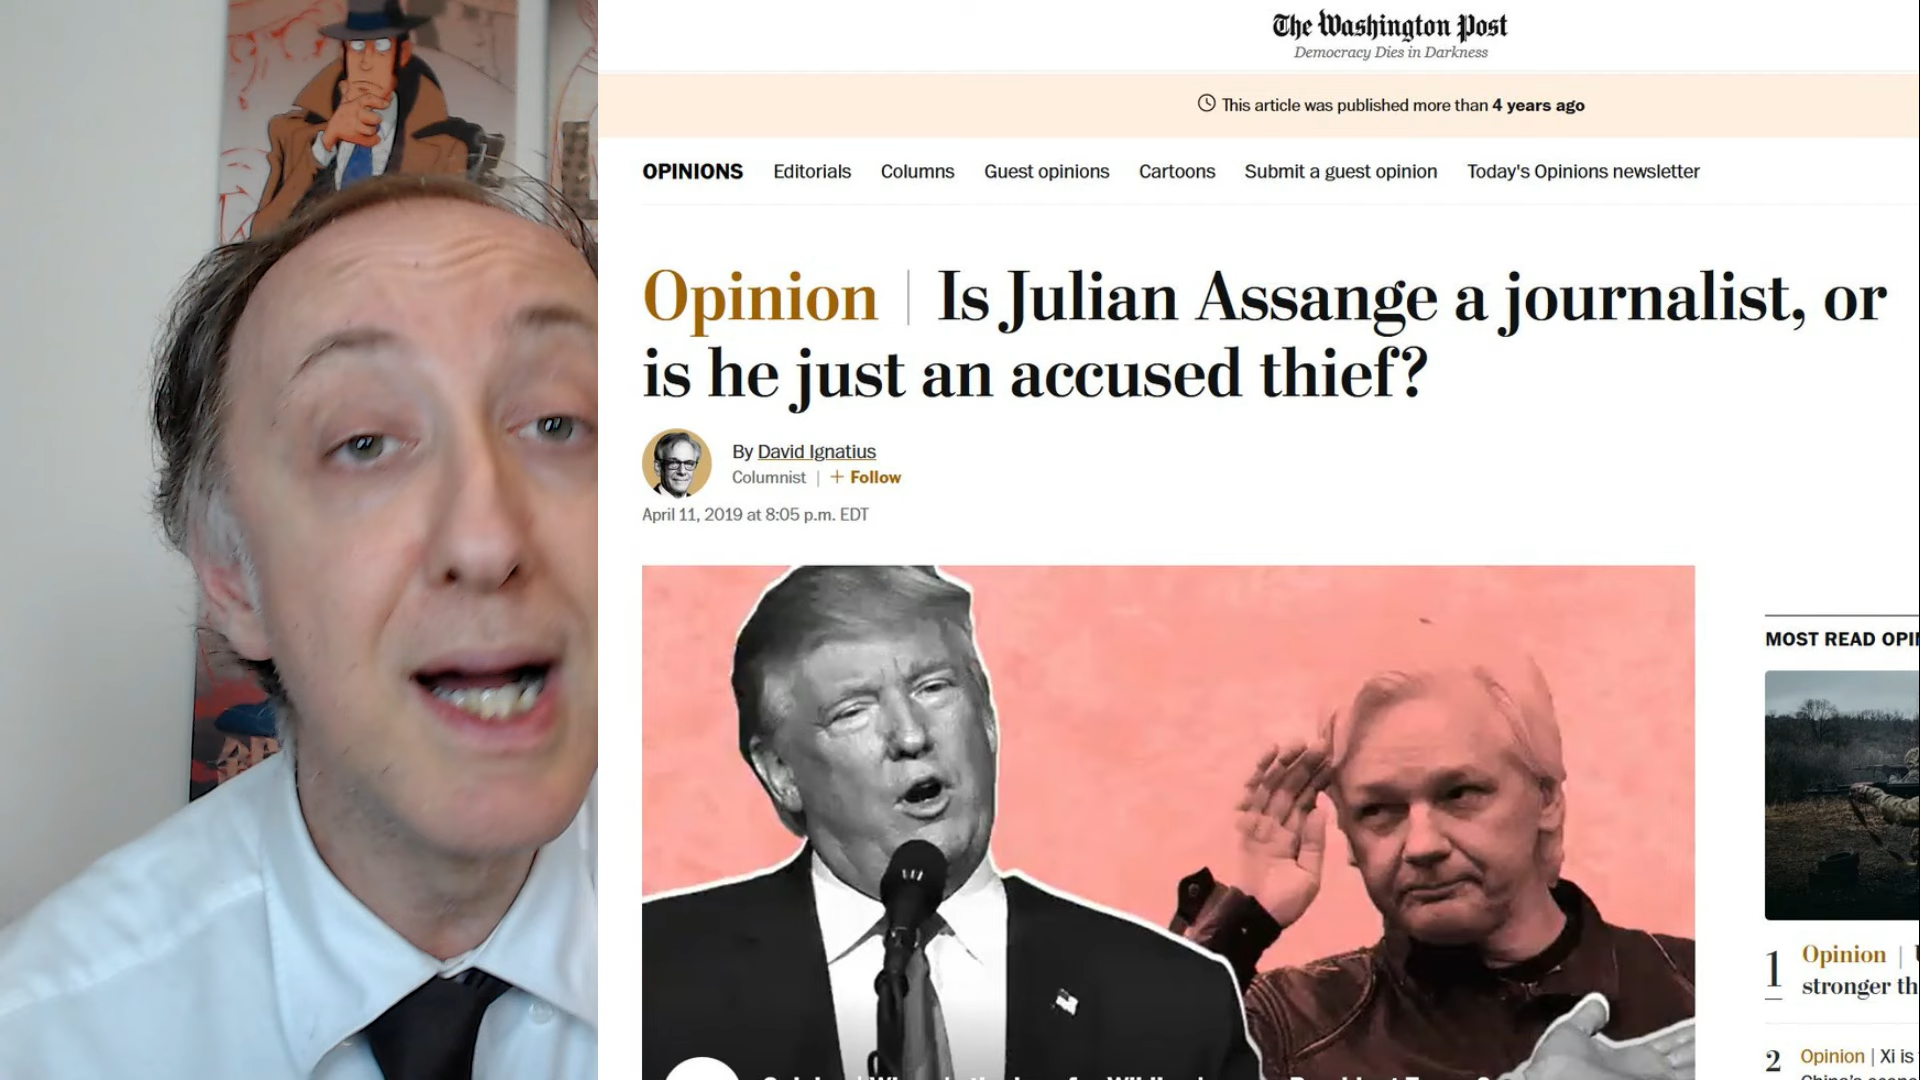 The Washington Post
Democracy Dies in Darkness
This article was published more than 4 years ago
OPINIONS Editorials Columns Guest opinions Cartoons Submit a guest opinion Today's Opinions newsletter
Opinion | Is Julian Assange a journalist, or
is he just an accused thief?
By David Ignatius
Columnist | + Follow
April 11, 2019 at 8:05 p.m. EDT
MOST READ OPI
1 Opinion |
stronger th
2 Opinion | Xi is